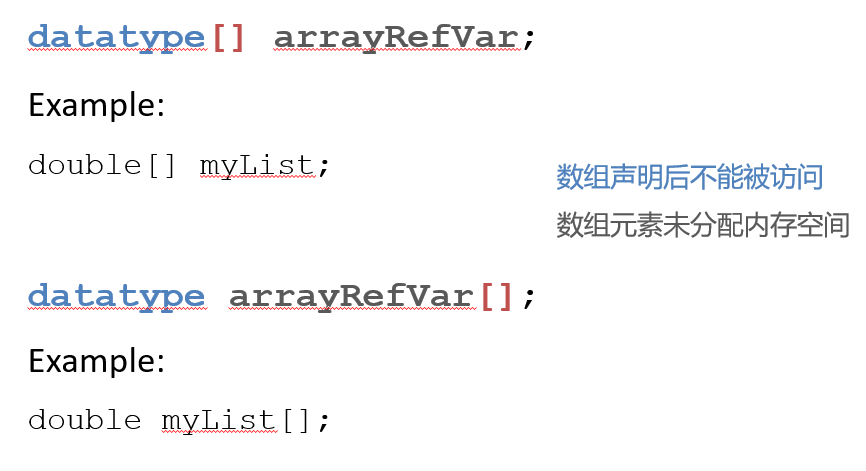 datatype[] arrayRefVar;
Example:
double[] myList;
数组声明后不能被访问
数组元素未分配内存空间
datatype arrayRefVar[];
Example:
double myList[];